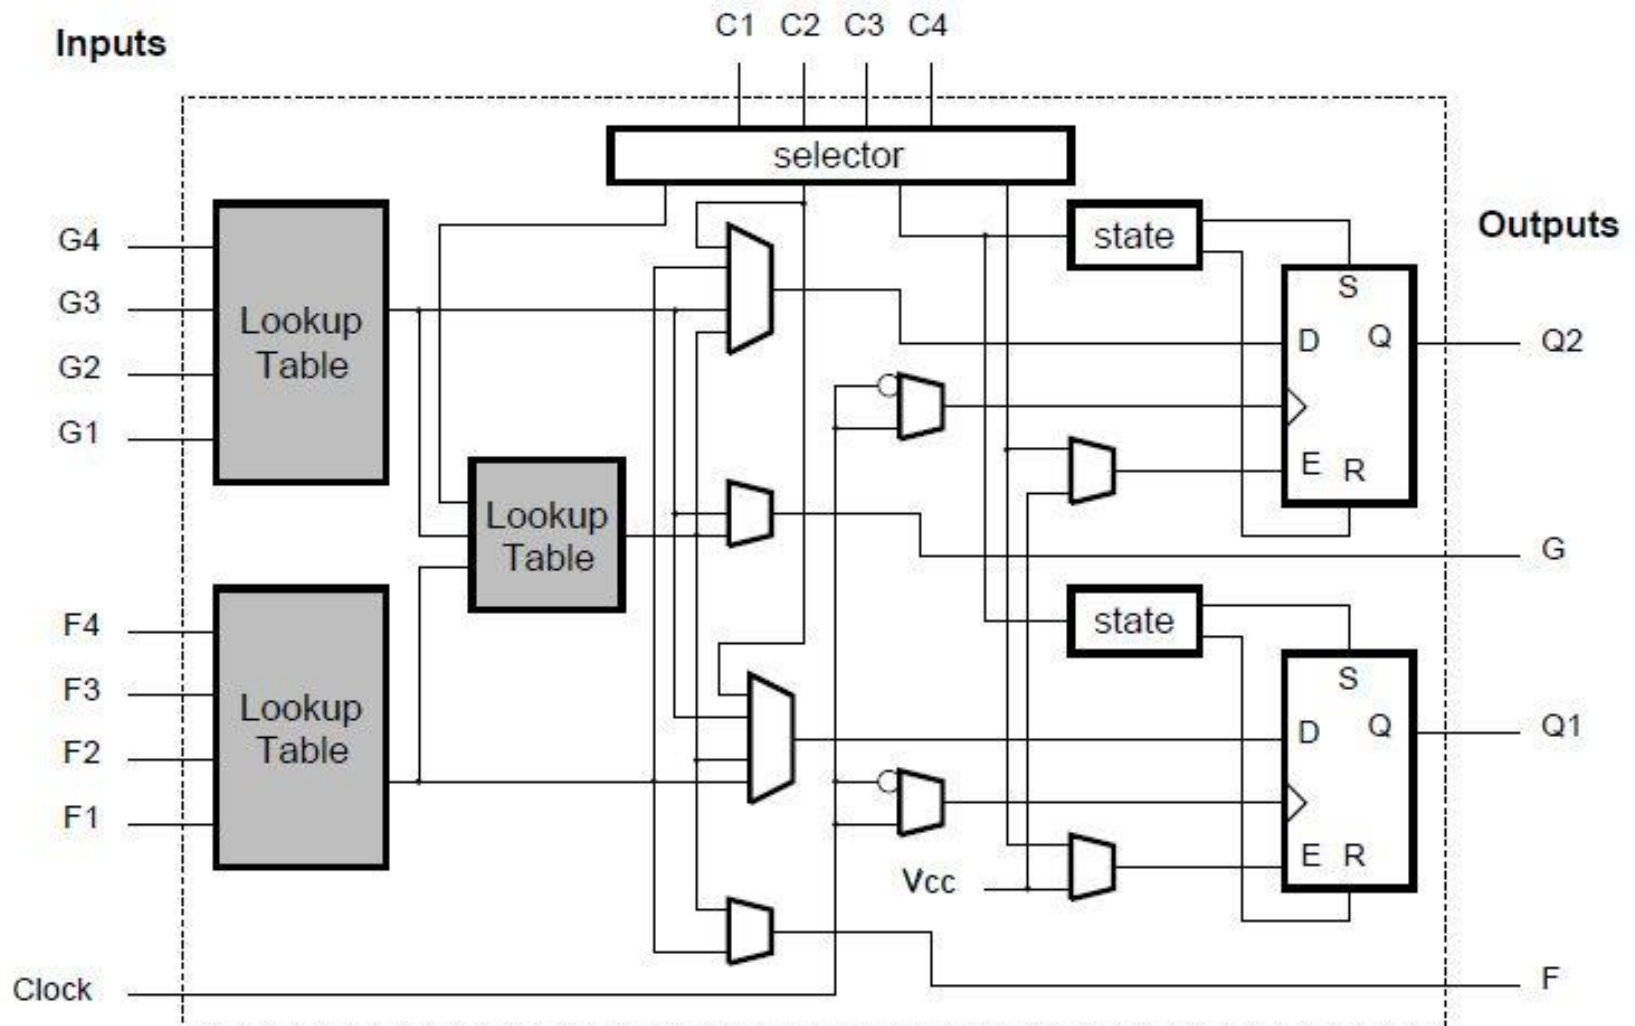 C1 C2 C3 C4
Inputs
selector
Outputs
G4
G3
G2
G1
Lookup
Table
state
S
D Q
E R
Q2
Lookup
Table
G
F4
F3
F2
F1
Lookup
Table
state
S
D Q
E R
Q1
Vcc
Clock
F